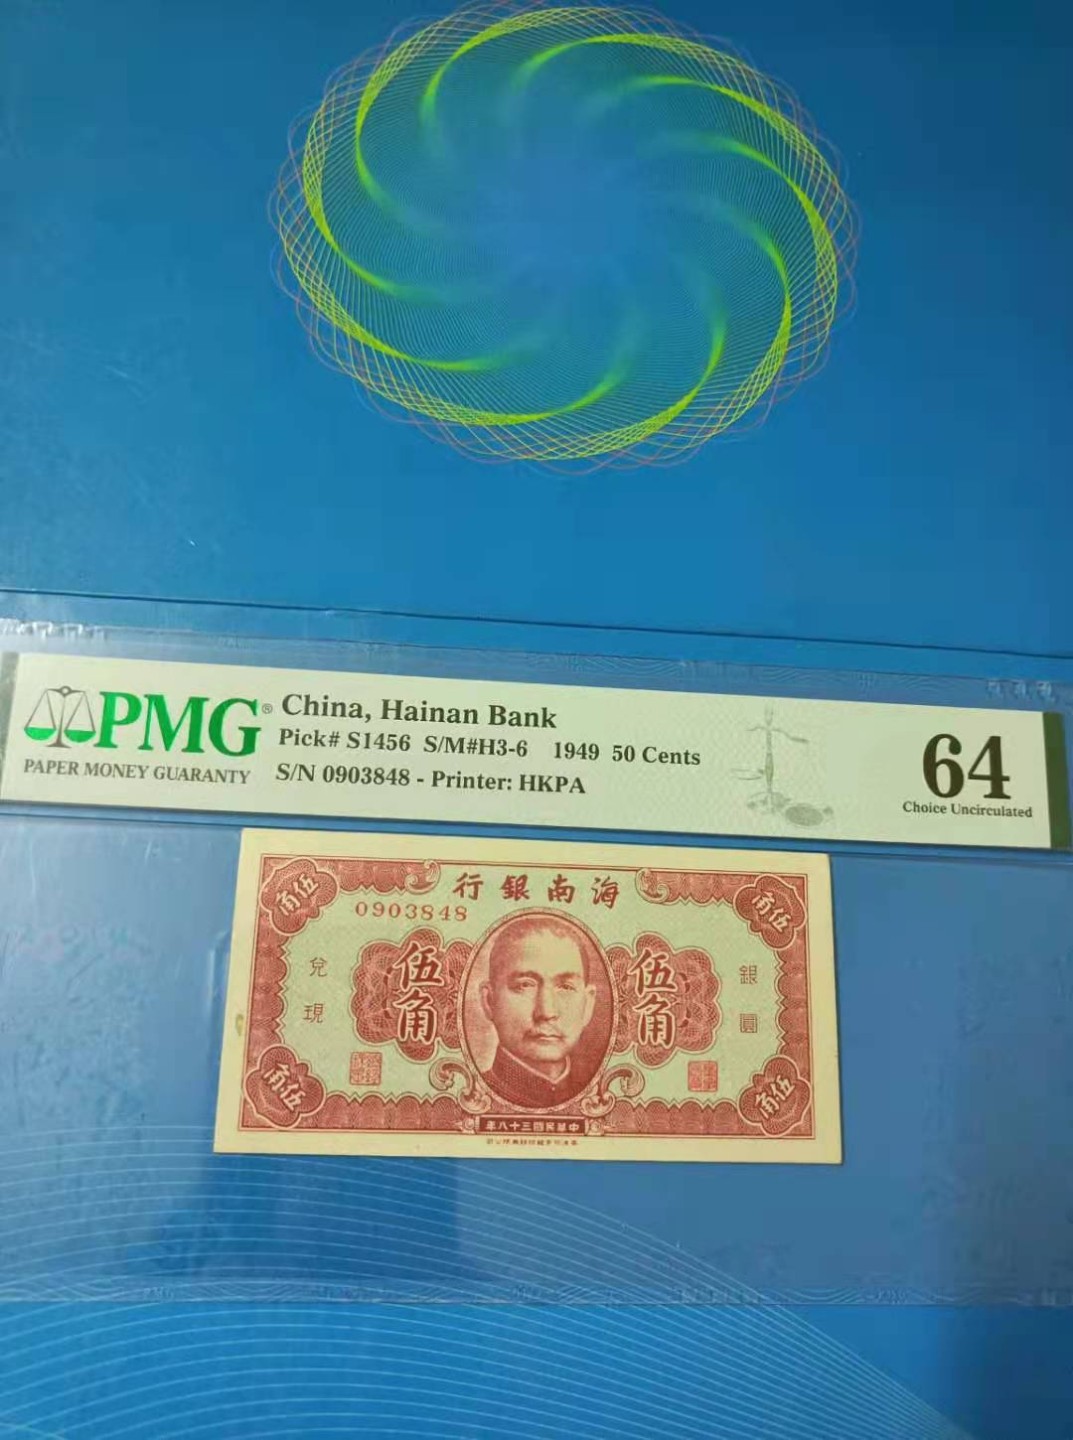 PMG®
PAPER MONEY GUARANTY
China, Hainan Bank
Pick# S1456 S/M#H3-6 1949 50 Cents
S/N 0903848 - Printer: HKPA
64
Choice Uncirculated
行銀南海
0903848
角伍
角伍
兌現
伍角
伍角
銀圓
角伍
角伍
年八十三國民華中